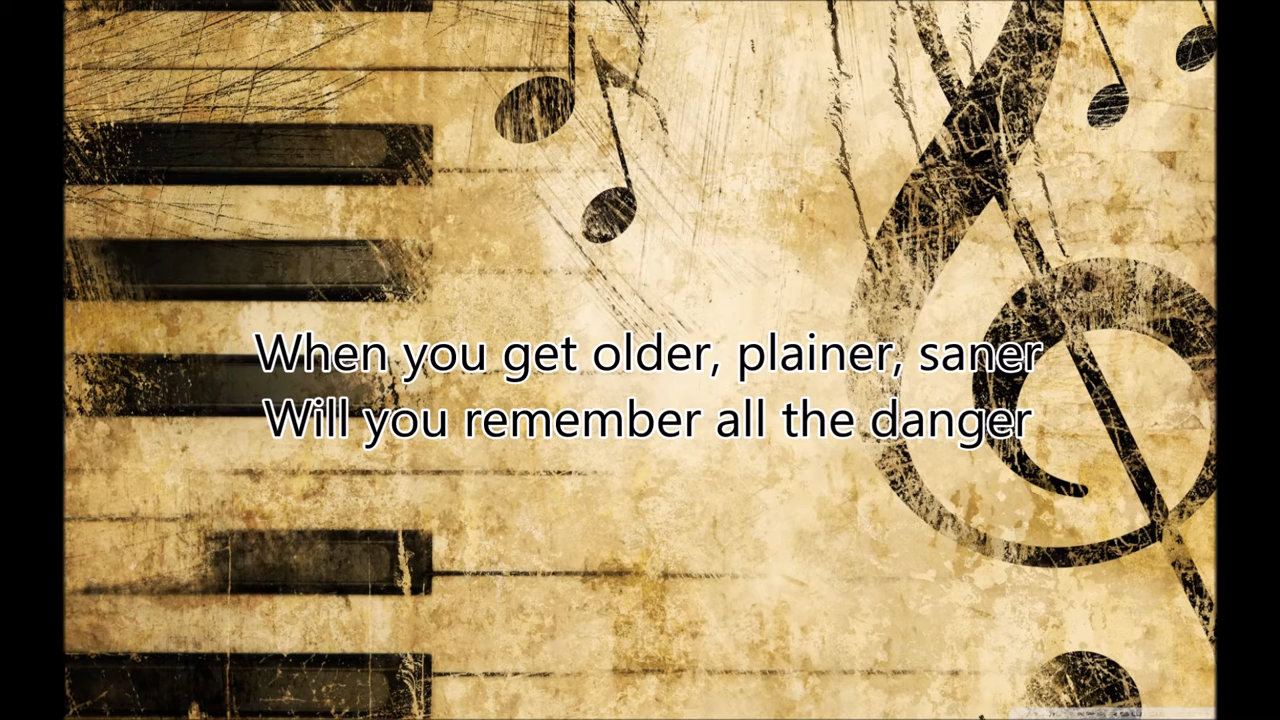 When you get older, plainer, saner
Will you remember all the danger